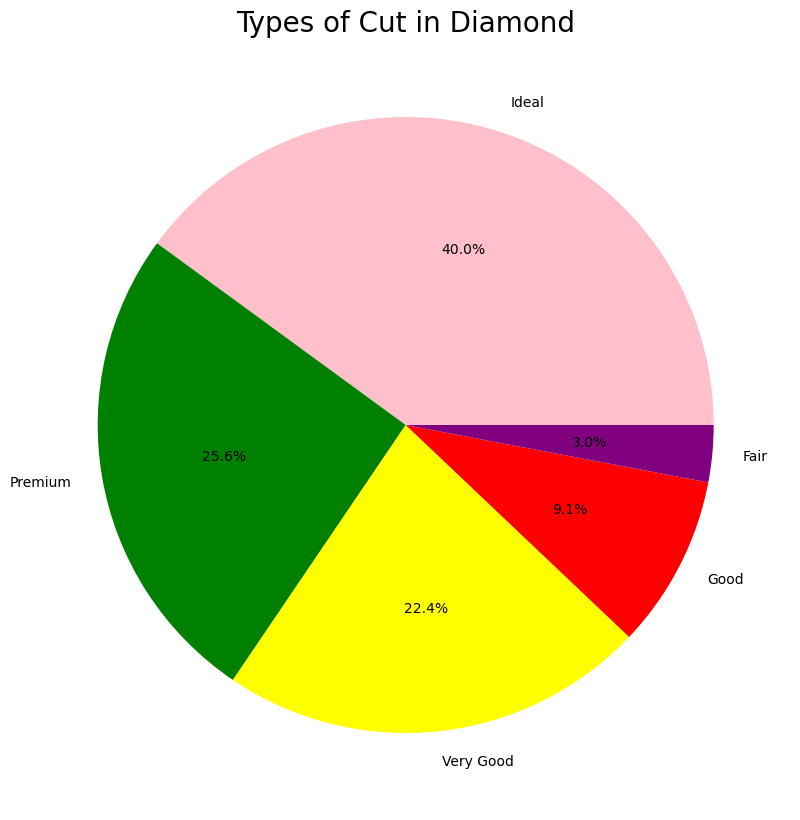 Types of Cut in Diamond
Ideal
40.0%
3.0%
Fair
25.6%
Premium
9.1%
Good
22.4%
Very Good